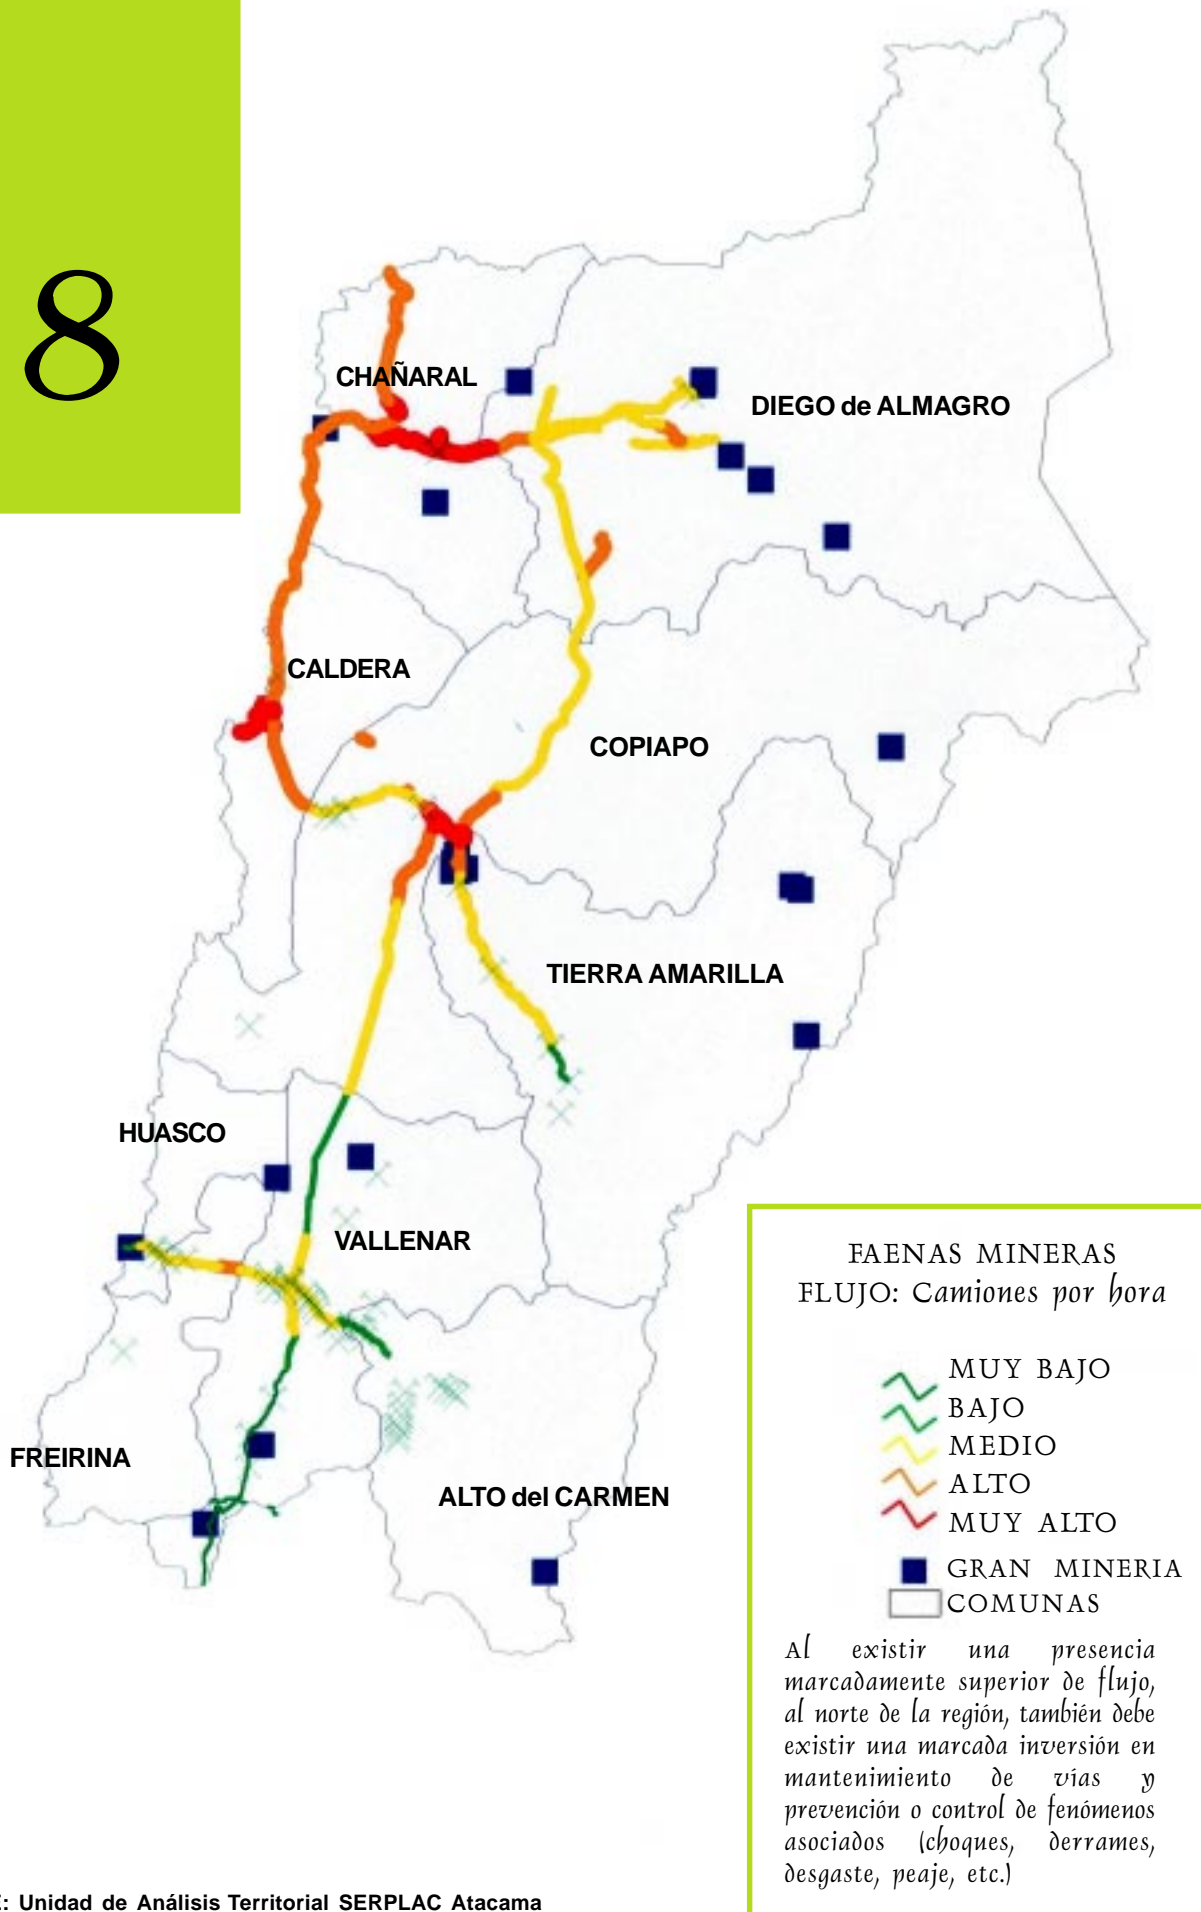 8
CHAÑARAL
DIEGO de ALMAGRO
CALDERA
COPIAPO
TIERRA AMARILLA
HUASCO
VALLENAR
FREIRINA
ALTO del CARMEN
FAENAS MINERAS
FLUJO: Camiones por hora
MUY BAJO
BAJO
MEDIO
ALTO
MUY ALTO
GRAN MINERIA
COMUNAS
Al existir una presencia
marcadamente superior de flujo,
al norte de la región, también debe
existir una marcada inversión en
mantenimiento de vías y
prevención o control de fenómenos
asociados (choques, derrames,
desgaste, peaje, etc.)
: Unidad de Análisis Territorial SERPLAC Atacama